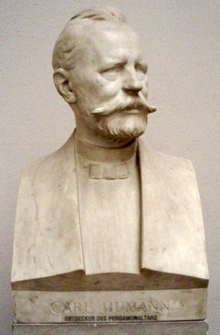 CARL HUMANN
ENTDECKER DES PERGAMONALTARS